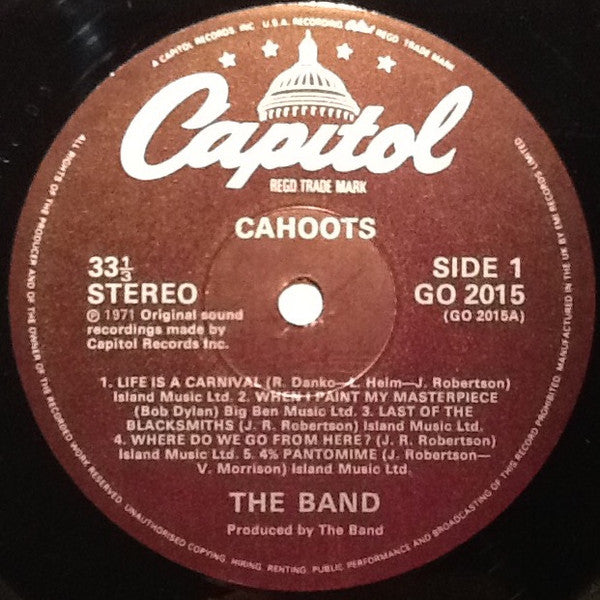 A CAPITOL RECORDS, INC. U.S.A. RECORDING Capitol REGD TRADE MARK
Capitol
REGD. TRADE MARK
CAHOOTS
33⅓
STEREO
℗ 1971 Original sound
recordings made by
Capitol Records Inc.
SIDE 1
GO 2015
(GO 2015A)
1. LIFE IS A CARNIVAL (R. Danko—L. Helm—J. Robertson)
Island Music Ltd. 2. WHEN I PAINT MY MASTERPIECE
(Bob Dylan) Big Ben Music Ltd. 3. LAST OF THE
BLACKSMITHS (J. R. Robertson) Island Music Ltd.
4. WHERE DO WE GO FROM HERE? (J. R. Robertson)
Island Music Ltd. 5. 4% PANTOMIME (J. Robertson—
V. Morrison) Island Music Ltd.
THE BAND
Produced by The Band
ALL RIGHTS OF THE PRODUCER AND OF THE OWNER OF THE RECORDED WORK RESERVED. UNAUTHORISED COPYING, HIRING, RENTING, PUBLIC PERFORMANCE AND BROADCASTING OF THIS RECORD PROHIBITED. MANUFACTURED IN THE UK BY EMI RECORDS LIMITED